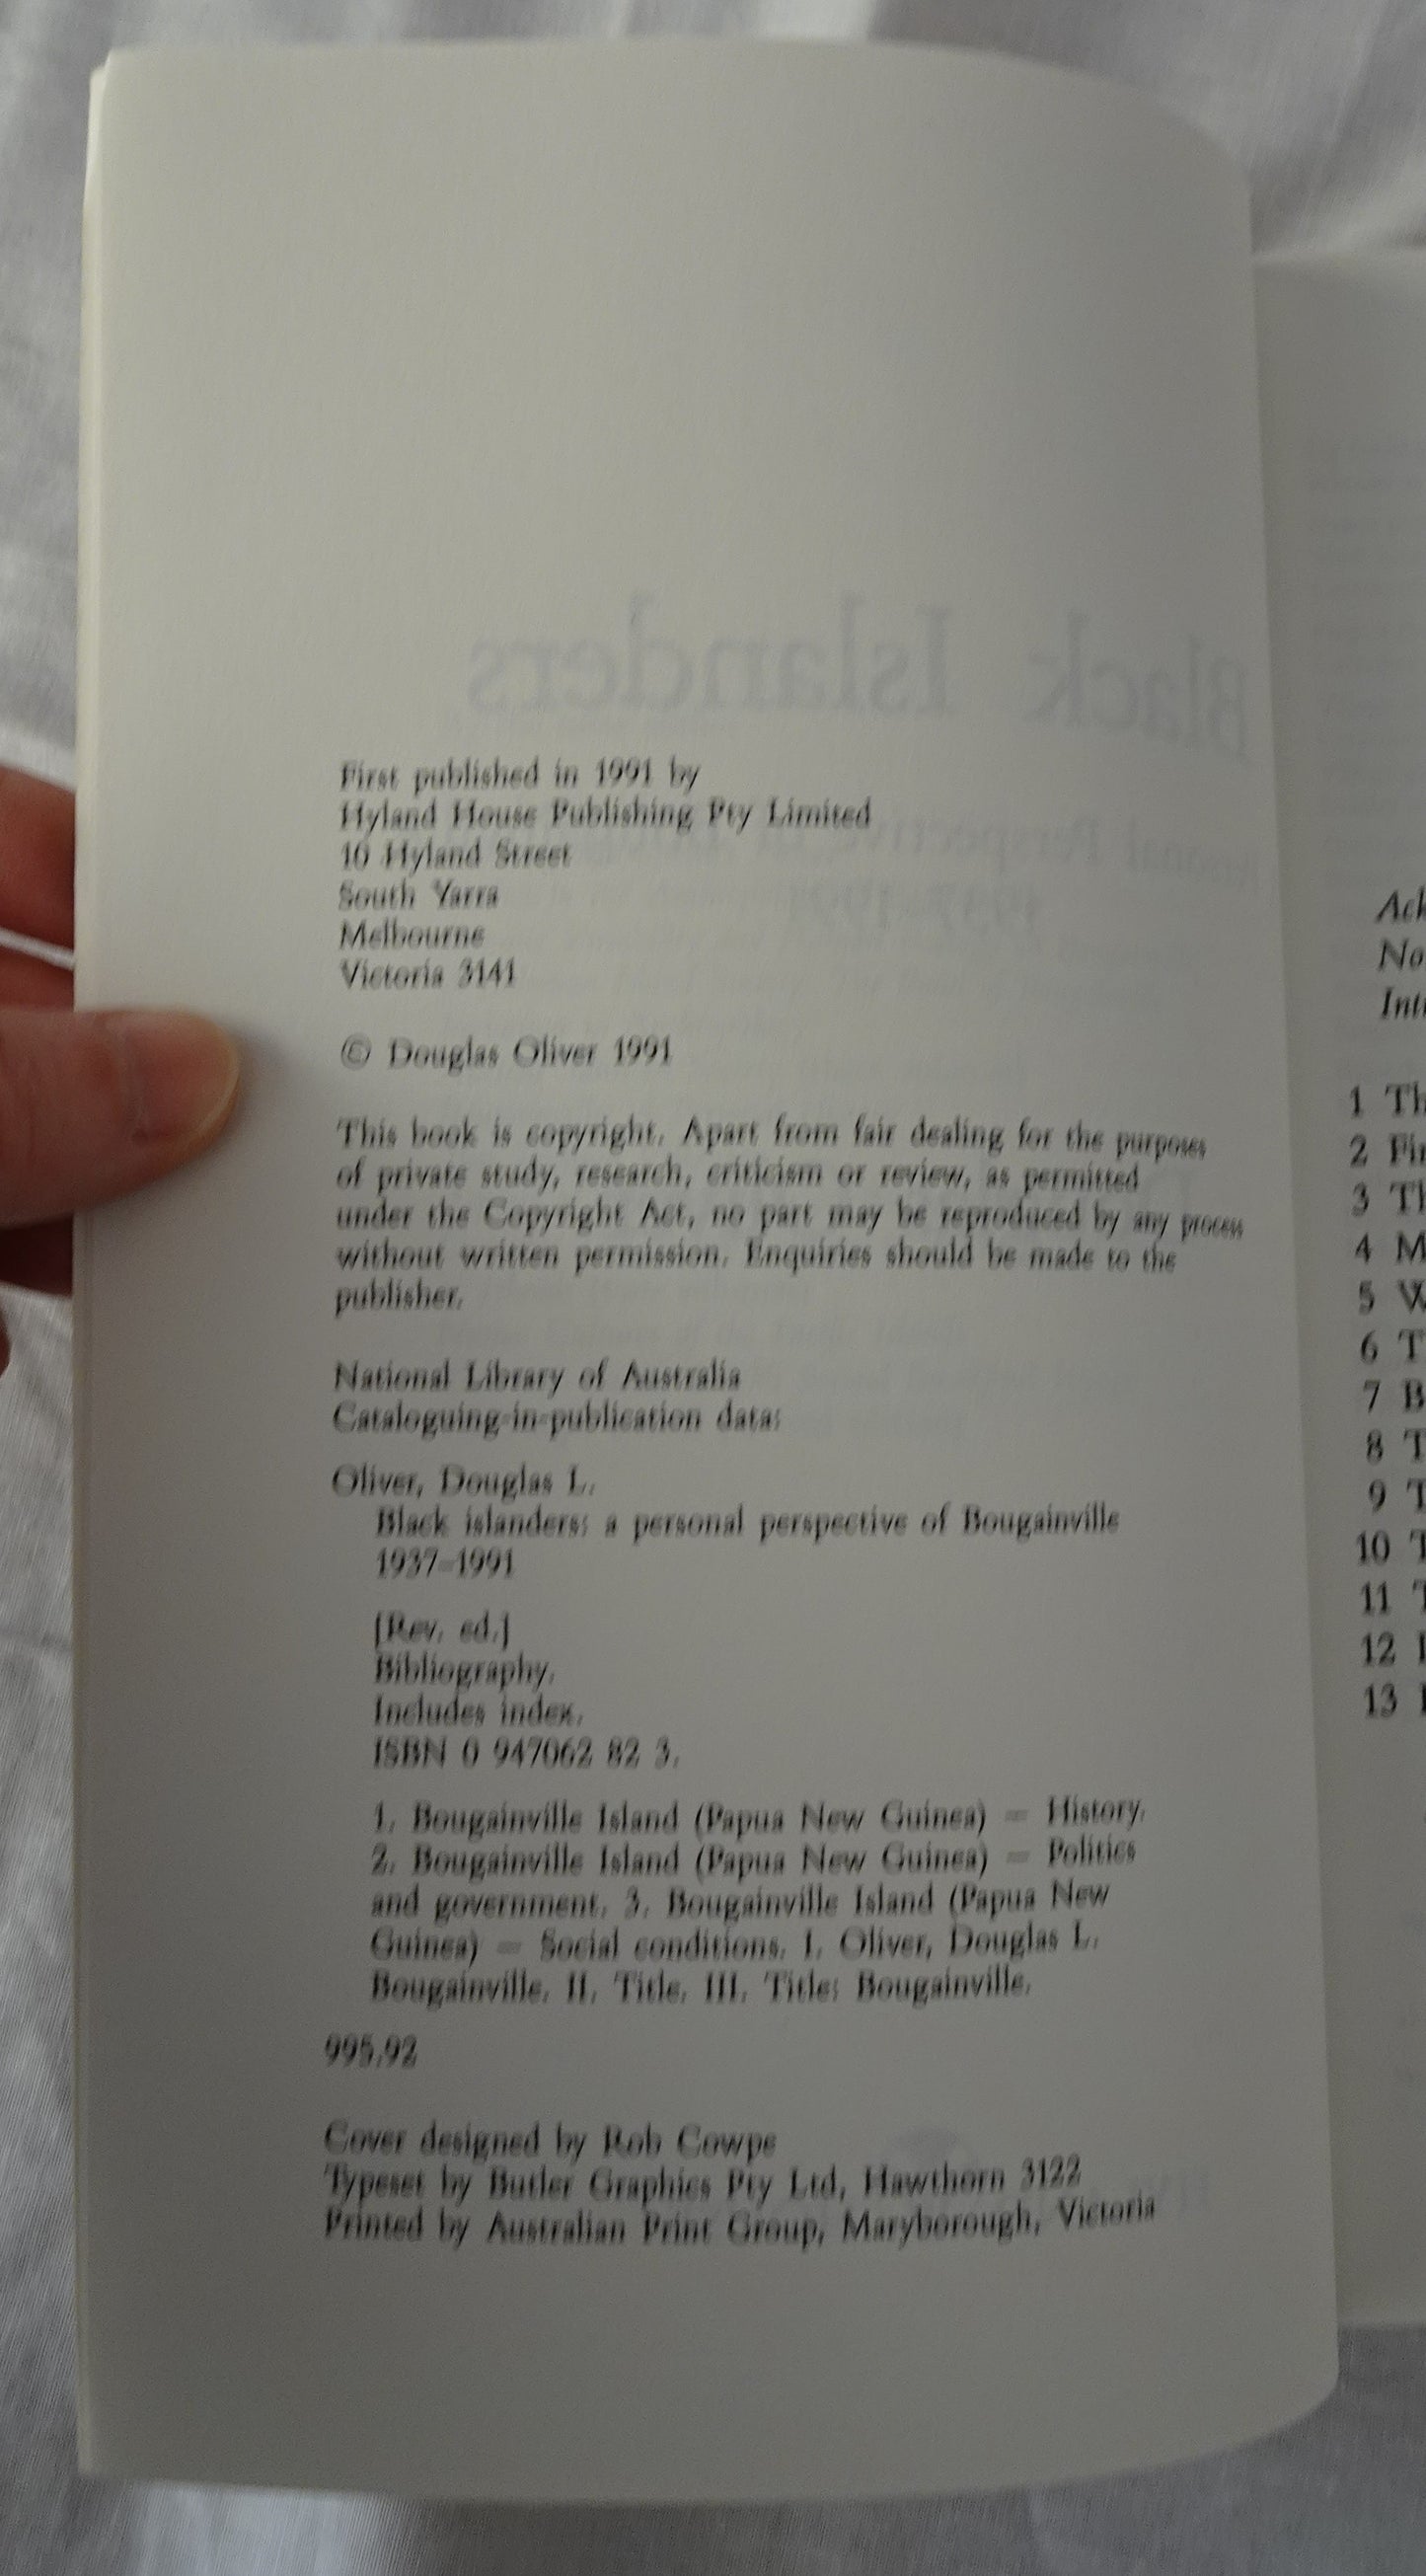 First published in 1991 by
Hyland House Publishing Pty Limited
10 Hyland Street
South Yarra
Melbourne
Victoria 3141
© Douglas Oliver 1991
This book is copyright. Apart from fair dealing for the purposes
of private study, research, criticism or review, as permitted
under the Copyright Act, no part may be reproduced by any process
without written permission. Enquiries should be made to the
publisher.
National Library of Australia
Cataloguing-in-publication data:
Oliver, Douglas L.
Black islanders: a personal perspective of Bougainville
1937–1991
[Rev. ed.]
Bibliography.
Includes index.
ISBN 0 947062 82 3.
1. Bougainville Island (Papua New Guinea) — History.
2. Bougainville Island (Papua New Guinea) — Politics
and government. 3. Bougainville Island (Papua New
Guinea) — Social conditions. I. Oliver, Douglas L.
Bougainville. II. Title. III. Title: Bougainville.
995.92
Cover designed by Rob Cowpe
Typeset by Butler Graphics Pty Ltd, Hawthorn 3122
Printed by Australian Print Group, Maryborough, Victoria
Black Islanders
1
2
3
4
5
6
7
8
9
10
11
12
13